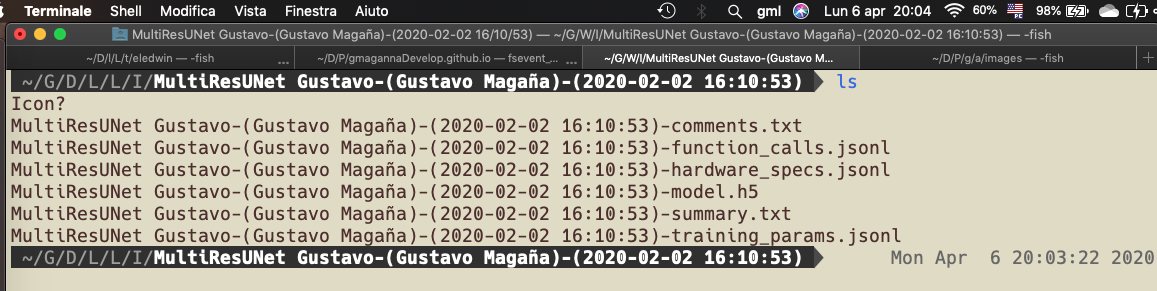 Terminale Shell Modifica Vista Finestra Aiuto gml Lun 6 apr 20:04 60% PC 98%
MultiResUNet Gustavo-(Gustavo Magaña)-(2020-02-02 16/10/53) — ~/G/W/I/MultiResUNet Gustavo-(Gustavo Magaña)-(2020-02-02 16:10:53) — -fish
~/D/I/L/t/eledwin — -fish ... ~/D/P/gmagannaDevelop.github.io — fsevent_... ... ~/G/W/I/MultiResUNet Gustavo-(Gustavo M... ~/D/P/g/a/images — -fish +
~/G/D/L/L/I/MultiResUNet Gustavo-(Gustavo Magaña)-(2020-02-02 16:10:53) ls
Icon?
MultiResUNet Gustavo-(Gustavo Magaña)-(2020-02-02 16:10:53)-comments.txt
MultiResUNet Gustavo-(Gustavo Magaña)-(2020-02-02 16:10:53)-function_calls.jsonl
MultiResUNet Gustavo-(Gustavo Magaña)-(2020-02-02 16:10:53)-hardware_specs.jsonl
MultiResUNet Gustavo-(Gustavo Magaña)-(2020-02-02 16:10:53)-model.h5
MultiResUNet Gustavo-(Gustavo Magaña)-(2020-02-02 16:10:53)-summary.txt
MultiResUNet Gustavo-(Gustavo Magaña)-(2020-02-02 16:10:53)-training_params.jsonl
~/G/D/L/L/I/MultiResUNet Gustavo-(Gustavo Magaña)-(2020-02-02 16:10:53) Mon Apr 6 20:03:22 2020